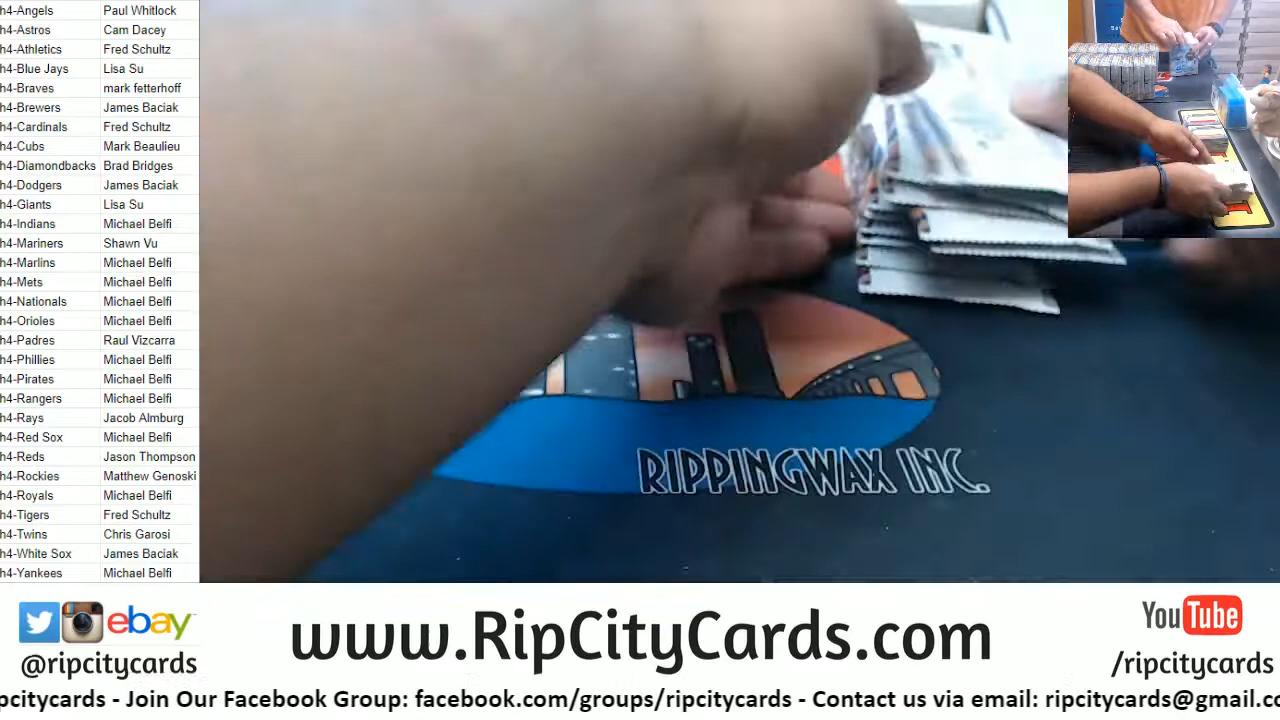 h4-Angels Paul Whitlock
h4-Astros Cam Dacey
h4-Athletics Fred Schultz
h4-Blue Jays Lisa Su
h4-Braves mark fetterhoff
h4-Brewers James Baciak
h4-Cardinals Fred Schultz
h4-Cubs Mark Beaulieu
h4-Diamondbacks Brad Bridges
h4-Dodgers James Baciak
h4-Giants Lisa Su
h4-Indians Michael Belfi
h4-Mariners Shawn Vu
h4-Marlins Michael Belfi
h4-Mets Michael Belfi
h4-Nationals Michael Belfi
h4-Orioles Michael Belfi
h4-Padres Raul Vizcarra
h4-Phillies Michael Belfi
h4-Pirates Michael Belfi
h4-Rangers Michael Belfi
h4-Rays Jacob Almburg
h4-Red Sox Michael Belfi
h4-Reds Jason Thompson
h4-Rockies Matthew Genoski
h4-Royals Michael Belfi
h4-Tigers Fred Schultz
h4-Twins Chris Garosi
h4-White Sox James Baciak
h4-Yankees Michael Belfi
RIPPINGWAX INC.
ebay
@ripcitycards
www.RipCityCards.com
YouTube
/ripcitycards
pcitycards - Join Our Facebook Group: facebook.com/groups/ripcitycards - Contact us via email: ripcitycards@gmail.co